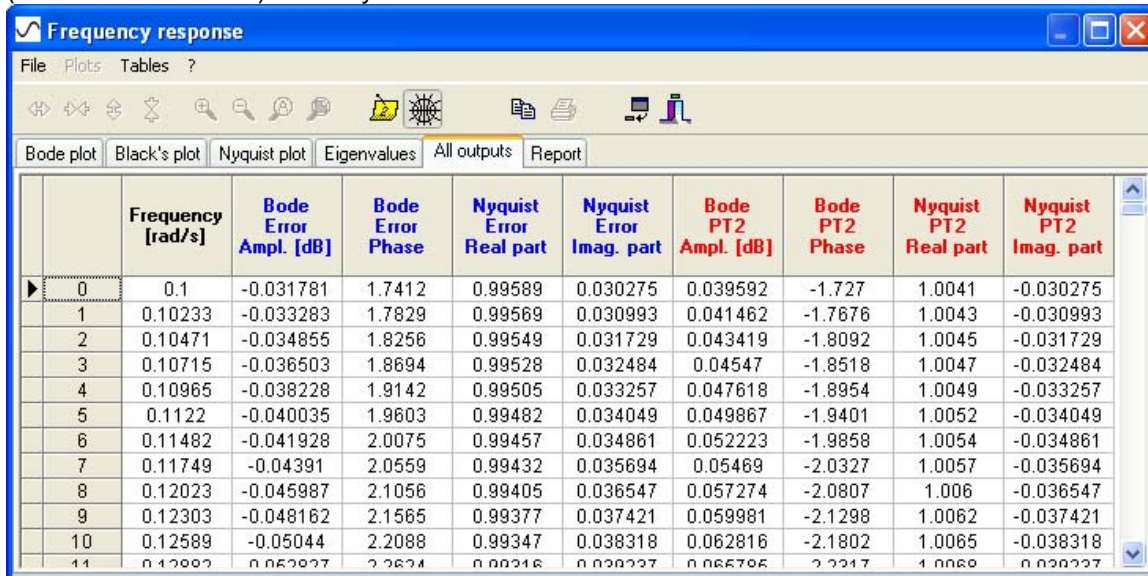 Frequency response
File Plots Tables ?
Bode plot Black's plot Nyquist plot Eigenvalues All outputs Report
Frequency [rad/s] Bode Error Ampl. [dB] Bode Error Phase Nyquist Error Real part Nyquist Error Imag. part Bode PT2 Ampl. [dB] Bode PT2 Phase Nyquist PT2 Real part Nyquist PT2 Imag. part
0 0.1 -0.031781 1.7412 0.99589 0.030275 0.039592 -1.727 1.0041 -0.030275
1 0.10233 -0.033283 1.7829 0.99569 0.030993 0.041462 -1.7676 1.0043 -0.030993
2 0.10471 -0.034855 1.8256 0.99549 0.031729 0.043419 -1.8092 1.0045 -0.031729
3 0.10715 -0.036503 1.8694 0.99528 0.032484 0.04547 -1.8518 1.0047 -0.032484
4 0.10965 -0.038228 1.9142 0.99505 0.033257 0.047618 -1.8954 1.0049 -0.033257
5 0.1122 -0.040035 1.9603 0.99482 0.034049 0.049867 -1.9401 1.0052 -0.034049
6 0.11482 -0.041928 2.0075 0.99457 0.034861 0.052223 -1.9858 1.0054 -0.034861
7 0.11749 -0.04391 2.0559 0.99432 0.035694 0.05469 -2.0327 1.0057 -0.035694
8 0.12023 -0.045987 2.1056 0.99405 0.036547 0.057274 -2.0807 1.006 -0.036547
9 0.12303 -0.048162 2.1565 0.99377 0.037421 0.059981 -2.1298 1.0062 -0.037421
10 0.12589 -0.05044 2.2088 0.99347 0.038318 0.062816 -2.1802 1.0065 -0.038318